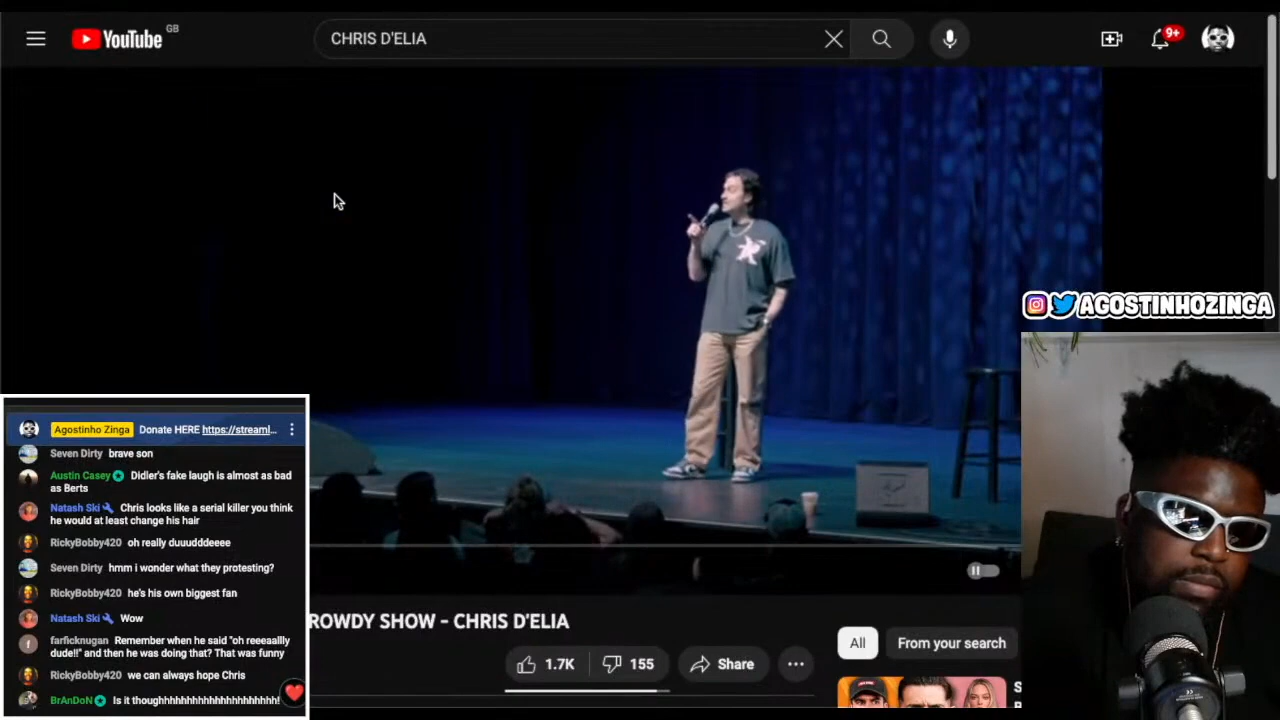 YouTube GB
CHRIS D'ELIA
9+
AGOSTINHOZINGA
Agostinho Zinga Donate HERE https://streaml...
Seven Dirty brave son
Austin Casey Didler's fake laugh is almost as bad
as Berts
Natash Ski Chris looks like a serial killer you think
he would at least change his hair
RickyBobby420 oh really duuudddeeee
Seven Dirty hmm i wonder what they protesting?
RickyBobby420 he's his own biggest fan
Natash Ski Wow
farficknugan Remember when he said "oh reeeaallly
dude!!" and then he was doing that? That was funny
RickyBobby420 we can always hope Chris
BrAnDoN Is it thoughhhhhhhhhhhhhhhhhhhhh!
ROWDY SHOW - CHRIS D'ELIA
1.7K
155
Share
All
From your search